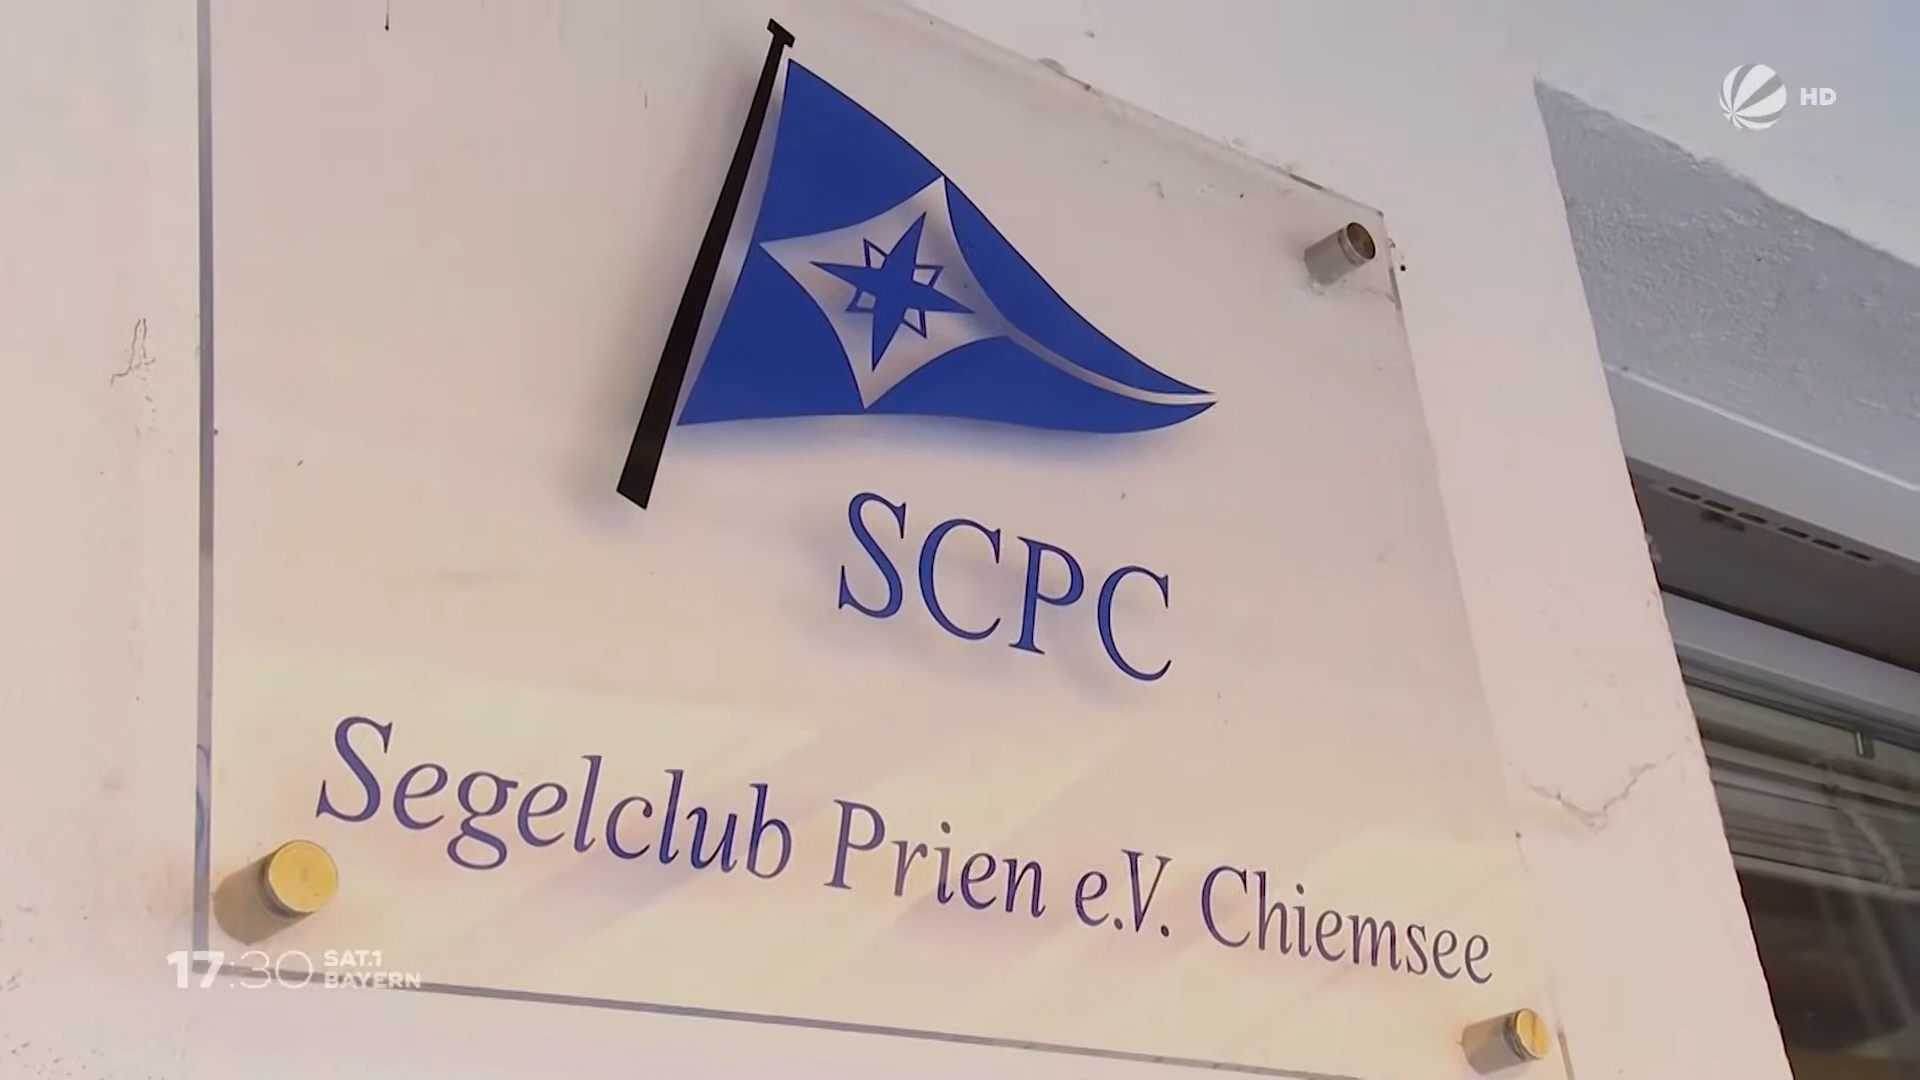 HD
SCPC
Segelclub Prien e.V. Chiemsee
17:30 SAT.1
BAYERN